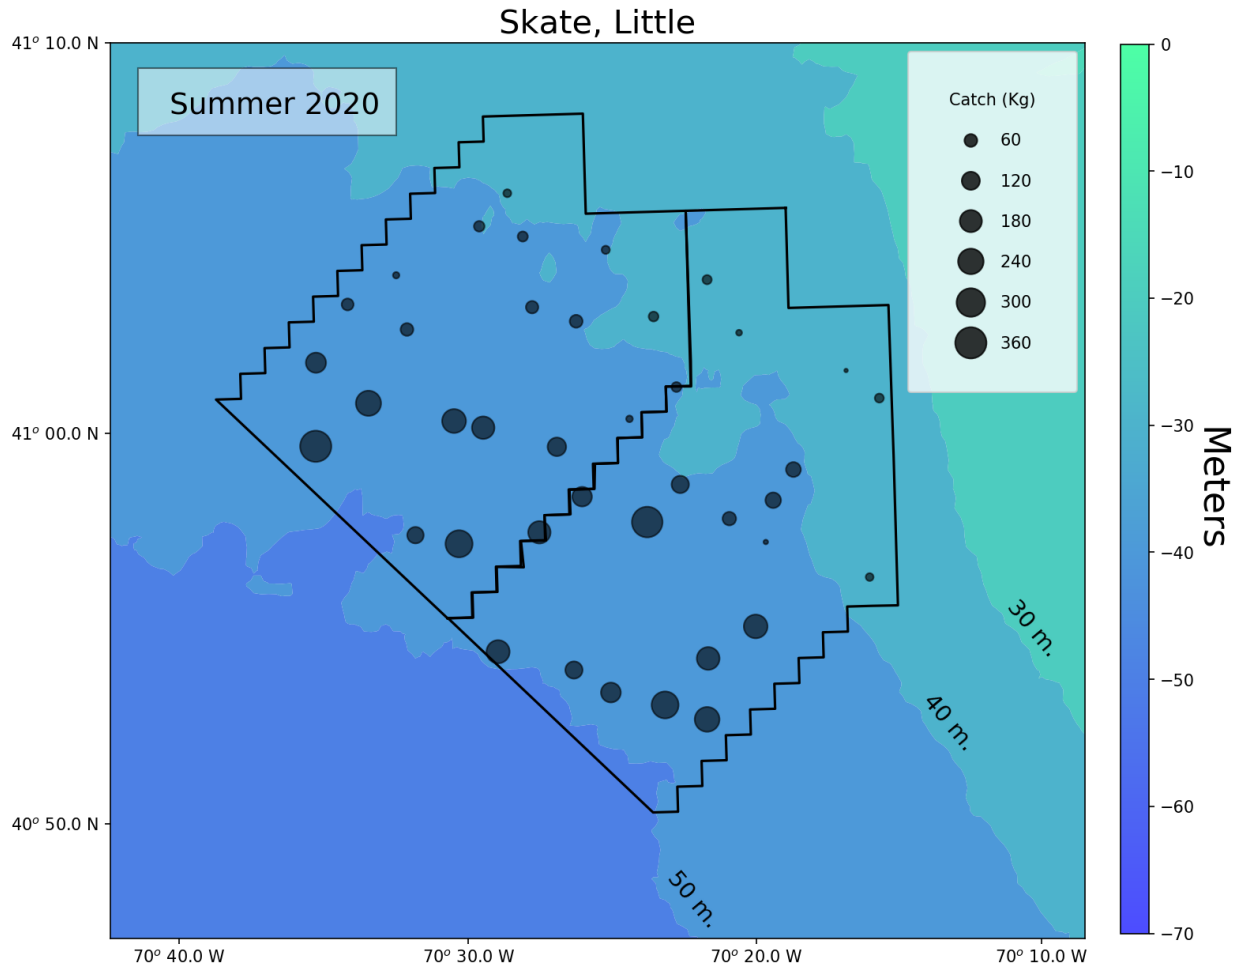 Skate, Little
41° 10.0 N
Summer 2020
Catch (Kg)
60
120
180
240
300
360
41° 00.0 N
40° 50.0 N
30 m.
40 m.
50 m.
70° 40.0 W
70° 30.0 W
70° 20.0 W
70° 10.0 W
0
−10
−20
−30
−40
−50
−60
−70
Meters